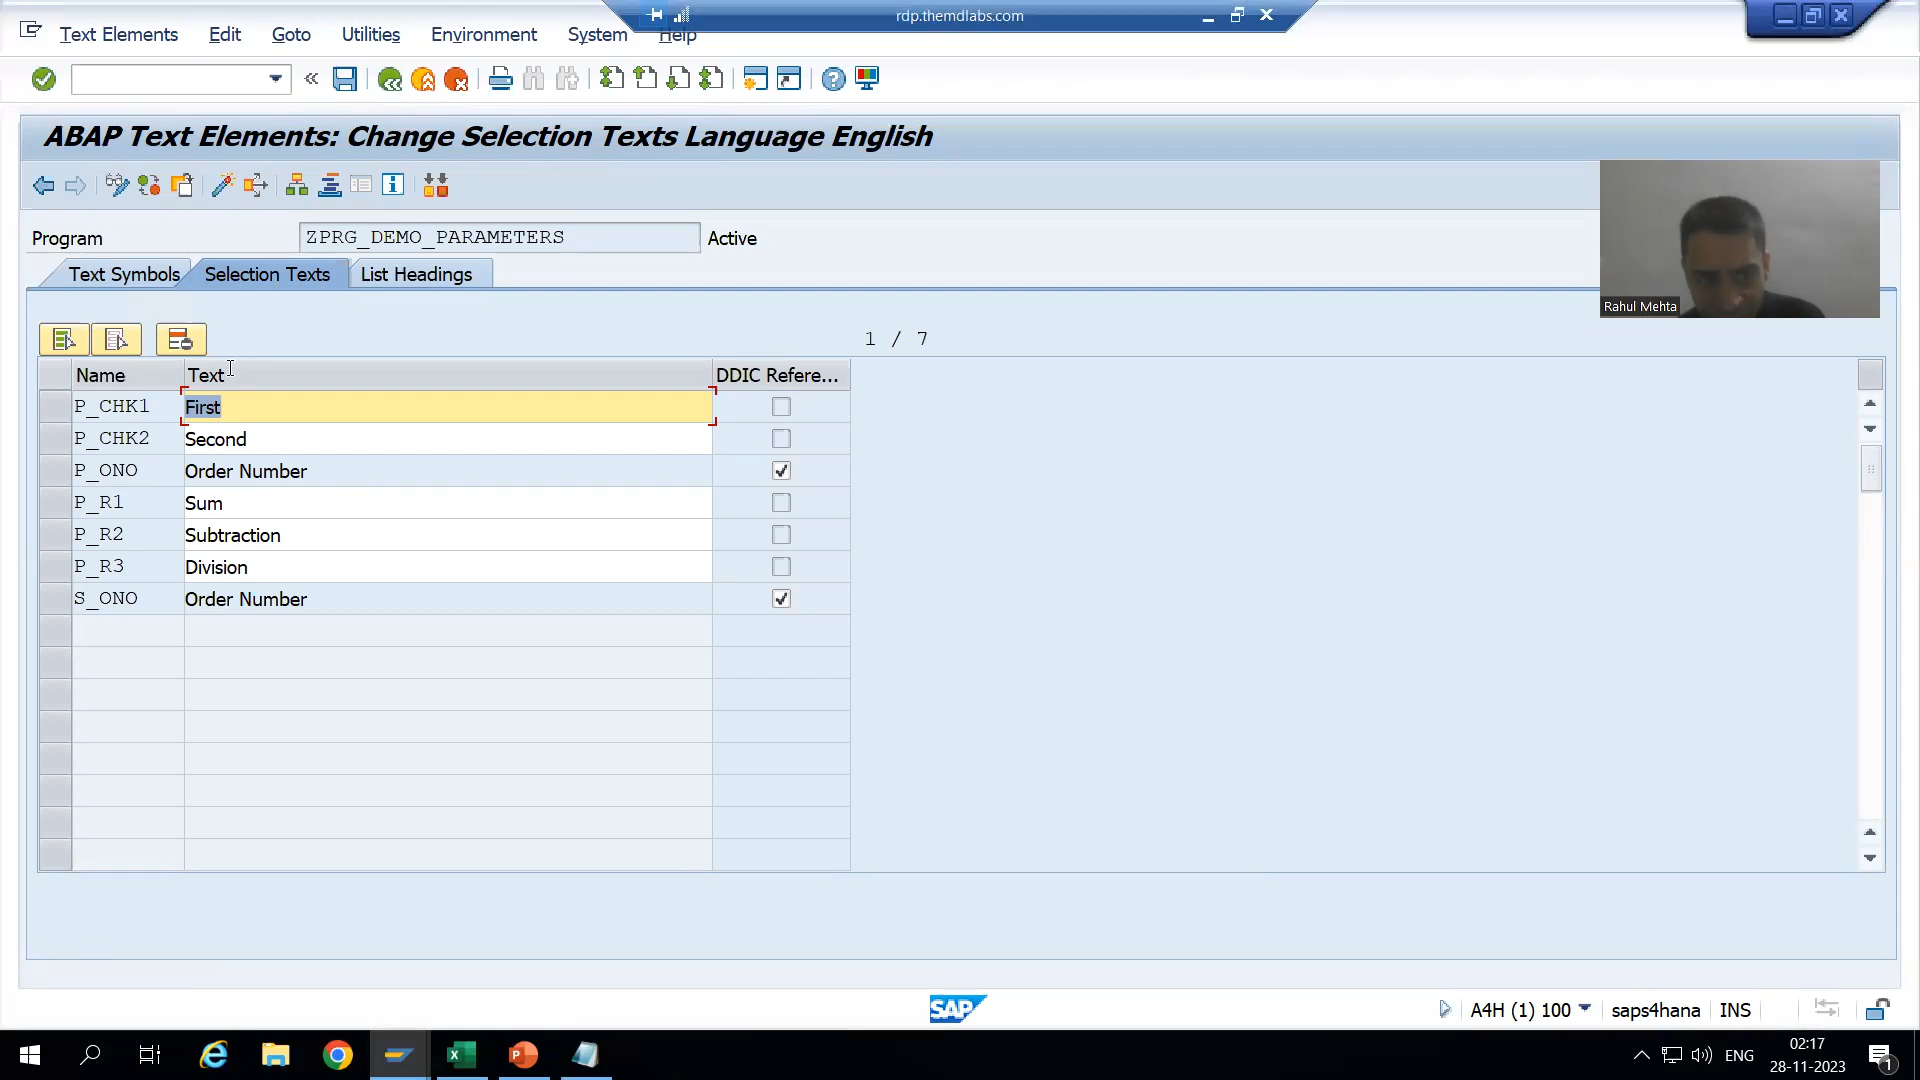 rdp.themdlabs.com
Text Elements Edit Goto Utilities Environment System Help
ABAP Text Elements: Change Selection Texts Language English
Program ZPRG_DEMO_PARAMETERS Active
Text Symbols Selection Texts List Headings
Rahul Mehta
1 / 7
Name Text DDIC Refere...
P_CHK1 First
P_CHK2 Second
P_ONO Order Number
P_R1 Sum
P_R2 Subtraction
P_R3 Division
S_ONO Order Number
SAP A4H (1) 100 saps4hana INS
ENG 02:17
28-11-2023 1